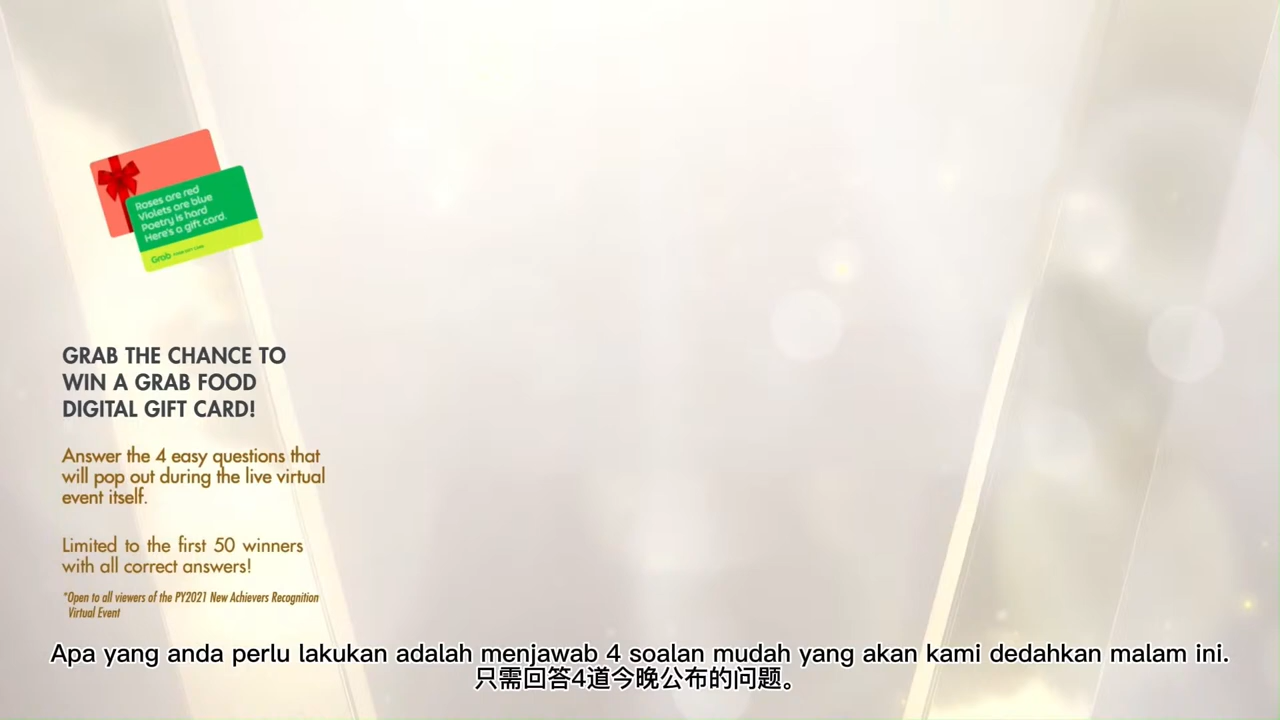 Roses are red
Violets are blue
Poetry is hard
Here's a gift card.
Grab
GRAB THE CHANCE TO
WIN A GRAB FOOD
DIGITAL GIFT CARD!
Answer the 4 easy questions that
will pop out during the live virtual
event itself.
Limited to the first 50 winners
with all correct answers!
*Open to all viewers of the PY2021 New Achievers Recognition
Virtual Event
Apa yang anda perlu lakukan adalah menjawab 4 soalan mudah yang akan kami dedahkan malam ini.
只需回答4道今晚公布的问题。